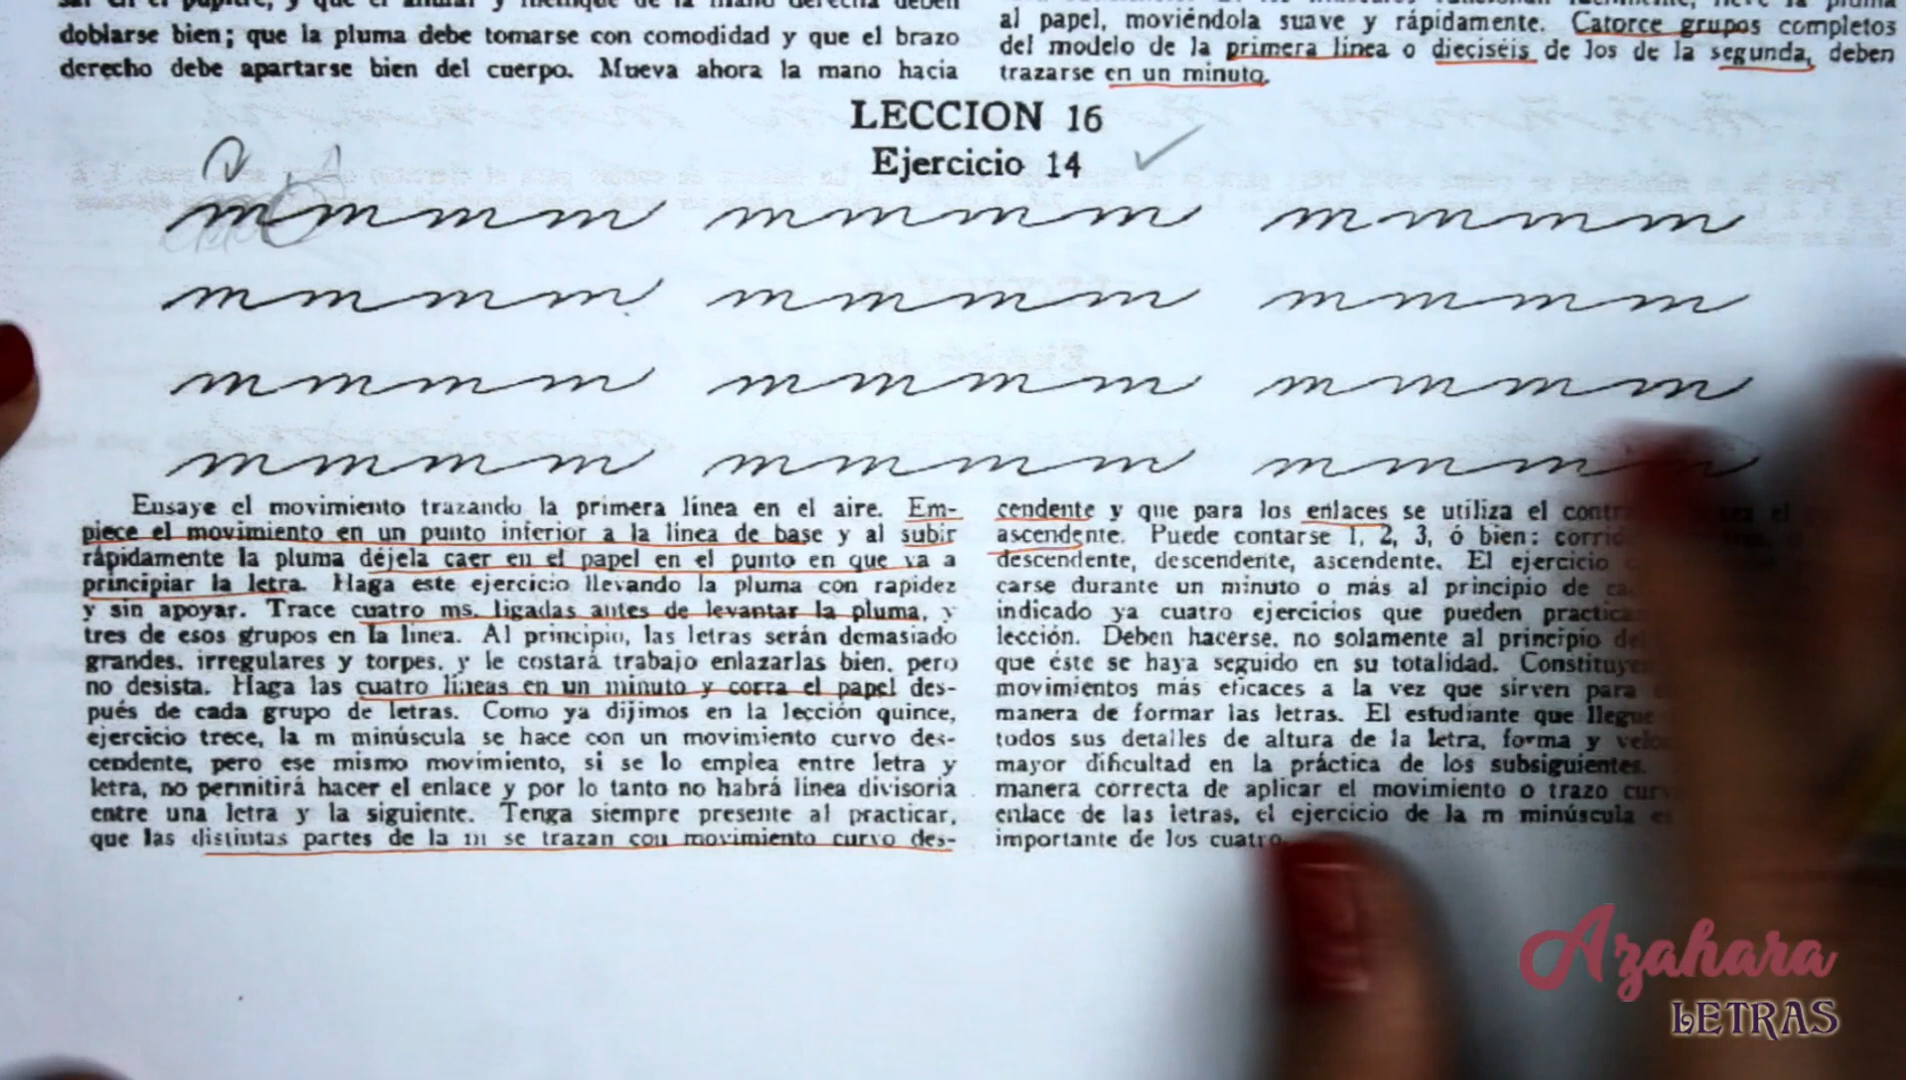 doblarse bien; que la pluma debe tomarse con comodidad y que el brazo
derecho debe apartarse bien del cuerpo. Mueva ahora la mano hacia
al papel, moviéndola suave y rápidamente. Catorce grupos completos
del modelo de la primera línea o dieciséis de los de la segunda, deben
trazarse en un minuto.
LECCION 16
Ejercicio 14
m m m m m m m m m m m m
m m m m m m m m m m m m
m m m m m m m m m m m m
m m m m m m m m m m m m
Ensaye el movimiento trazando la primera línea en el aire. Em-
piece el movimiento en un punto inferior a la línea de base y al subir
rápidamente la pluma déjela caer en el papel en el punto en que va a
principiar la letra. Haga este ejercicio llevando la pluma con rapidez
y sin apoyar. Trace cuatro ms. ligadas antes de levantar la pluma, y
tres de esos grupos en la línea. Al principio, las letras serán demasiado
grandes, irregulares y torpes, y le costará trabajo enlazarlas bien, pero
no desista. Haga las cuatro líneas en un minuto y corra el papel des-
pués de cada grupo de letras. Como ya dijimos en la lección quince,
ejercicio trece, la m minúscula se hace con un movimiento curvo des-
cendente, pero ese mismo movimiento, si se lo emplea entre letra y
letra, no permitirá hacer el enlace y por lo tanto no habrá línea divisoria
entre una letra y la siguiente. Tenga siempre presente al practicar,
que las distintas partes de la m se trazan con movimiento curvo des-
cendente y que para los enlaces se utiliza el
ascendente. Puede contarse 1, 2, 3, ó bien:
descendente, descendente, ascendente. El ejercicio
carse durante un minuto o más al principio de
indicado ya cuatro ejercicios que pueden
lección. Deben hacerse, no solamente al principio
que éste se haya seguido en su totalidad.
movimientos más eficaces a la vez que sirven para
manera de formar las letras. El estudiante que llegue
todos sus detalles de altura de la letra, forma y
mayor dificultad en la práctica de los subsiguientes.
manera correcta de aplicar el movimiento o trazo
enlace de las letras, el ejercicio de la m minúscula
importante de los cuatro.
Azahara
LETRAS